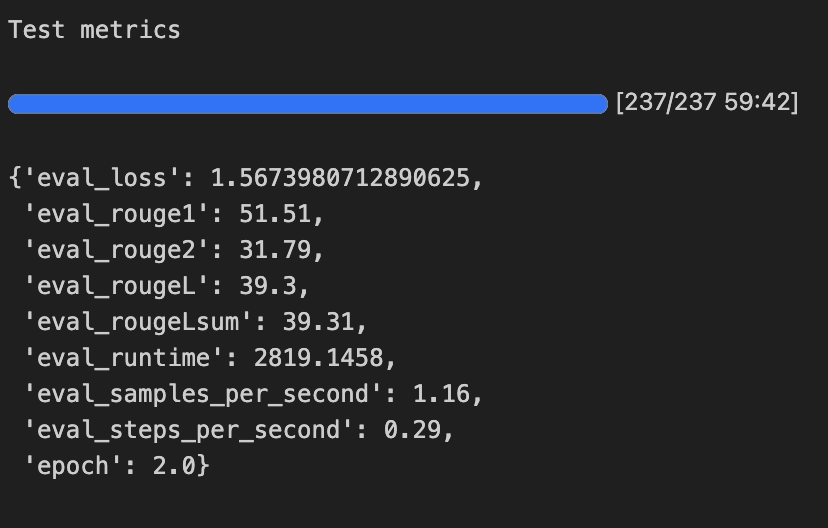 Test metrics
[237/237 59:42]
{'eval_loss': 1.5673980712890625,
'eval_rouge1': 51.51,
'eval_rouge2': 31.79,
'eval_rougeL': 39.3,
'eval_rougeLsum': 39.31,
'eval_runtime': 2819.1458,
'eval_samples_per_second': 1.16,
'eval_steps_per_second': 0.29,
'epoch': 2.0}